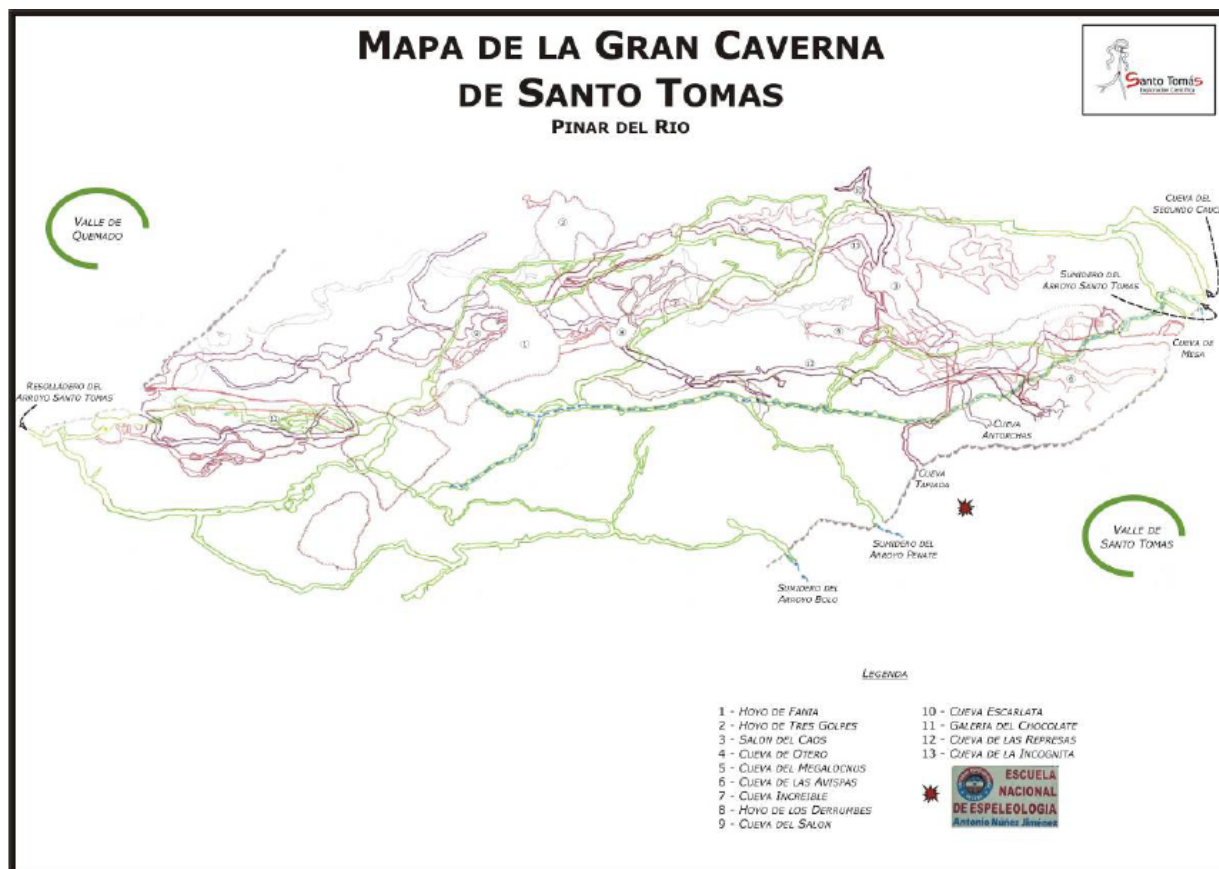 MAPA DE LA GRAN CAVERNA
DE SANTO TOMAS
PINAR DEL RIO
Santo Tomás
VALLE DE
QUEMADO
CUEVA DEL
SEGUNDO CAUCE
SUMIDERO DEL
ARROYO SANTO TOMAS
CUEVA DE
MESA
RESOLLADERO DEL
ARROYO SANTO TOMAS
CUEVA
ANTORCHAS
CUEVA
TAPIADA
VALLE DE
SANTO TOMAS
SUMIDERO DEL
ARROYO PENATE
SUMIDERO DEL
ARROYO BOLO
LEGENDA
1 - HOYO DE FANIA
2 - HOYO DE TRES GOLPES
3 - SALON DEL CAOS
4 - CUEVA DE OTERO
5 - CUEVA DEL MEGALOCNUS
6 - CUEVA DE LAS AVISPAS
7 - CUEVA INCREIBLE
8 - HOYO DE LOS DERRUMBES
9 - CUEVA DEL SALON
10 - CUEVA ESCARLATA
11 - GALERIA DEL CHOCOLATE
12 - CUEVA DE LAS REPRESAS
13 - CUEVA DE LA INCOGNITA
ESCUELA
NACIONAL
DE ESPELEOLOGIA
Antonio Núñez Jiménez